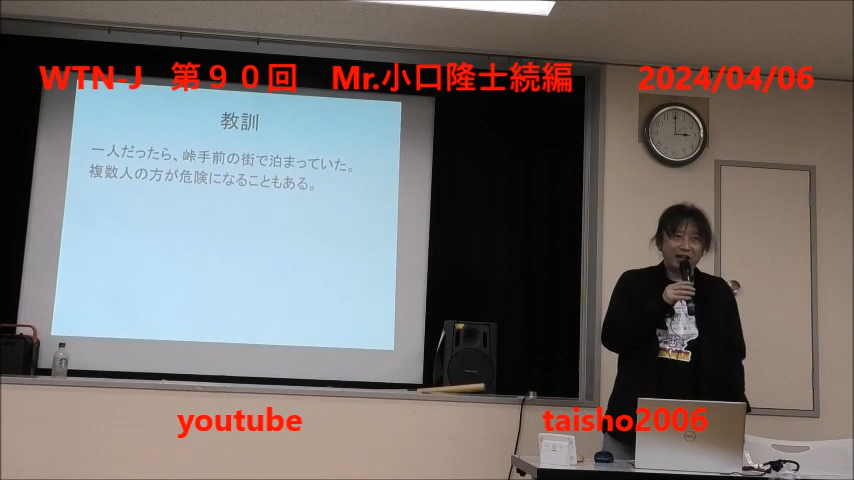 WTN-J 第９０回 Mr.小口隆士続編 2024/04/06
教訓
一人だったら、峠手前の街で泊まっていた。
複数人の方が危険になることもある。
youtube taisho2006
DELL